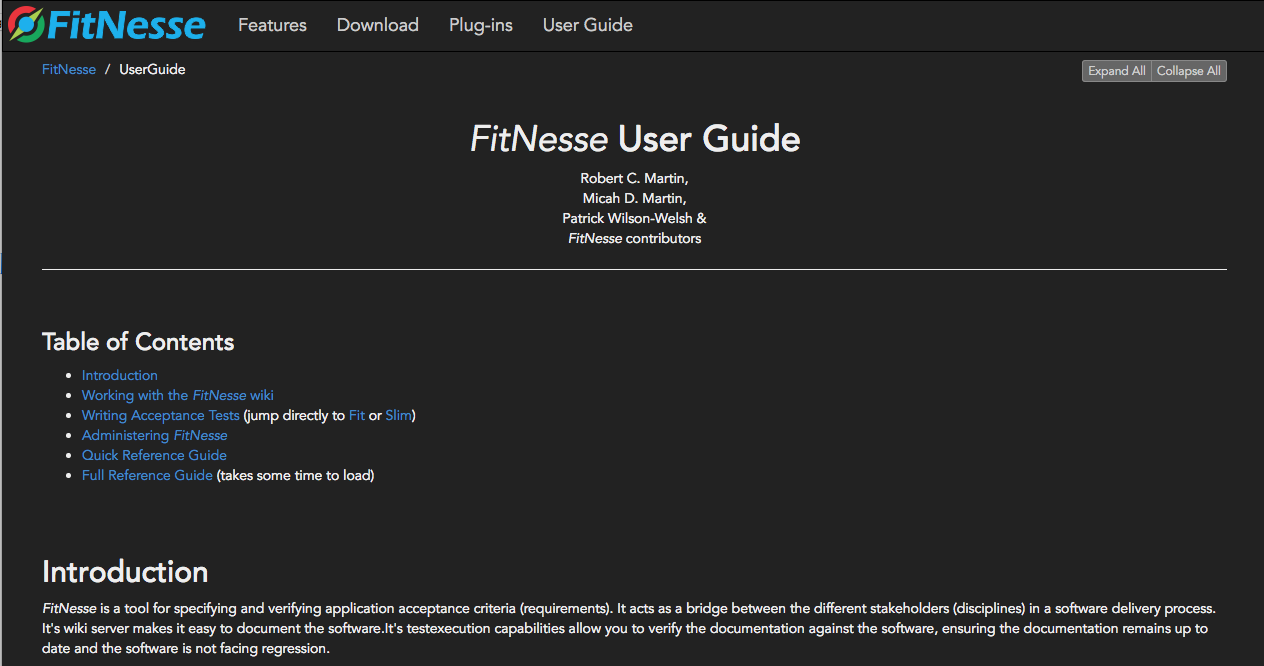 FitNesse Features Download Plug-ins User Guide
FitNesse / UserGuide Expand All Collapse All
FitNesse User Guide
Robert C. Martin,
Micah D. Martin,
Patrick Wilson-Welsh &
FitNesse contributors
Table of Contents
Introduction
Working with the FitNesse wiki
Writing Acceptance Tests (jump directly to Fit or Slim)
Administering FitNesse
Quick Reference Guide
Full Reference Guide (takes some time to load)
Introduction
FitNesse is a tool for specifying and verifying application acceptance criteria (requirements). It acts as a bridge between the different stakeholders (disciplines) in a software delivery process.
It's wiki server makes it easy to document the software.It's testexecution capabilities allow you to verify the documentation against the software, ensuring the documentation remains up to
date and the software is not facing regression.